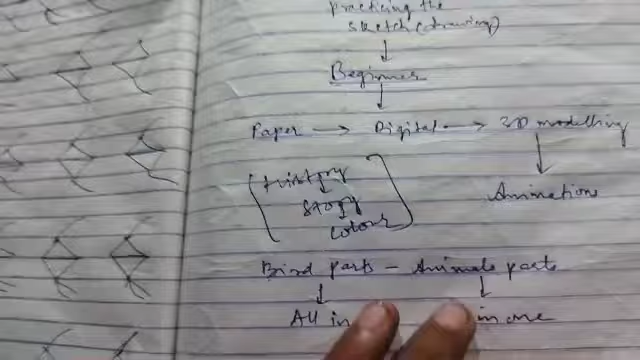 practicing the
sketch (drawing)
↓
Beginner
↓
Paper → Digital → 3D modelling
↓
[History
Story
colour]
Animations
Bird parts - Animals parts
↓ ↓
All in in one